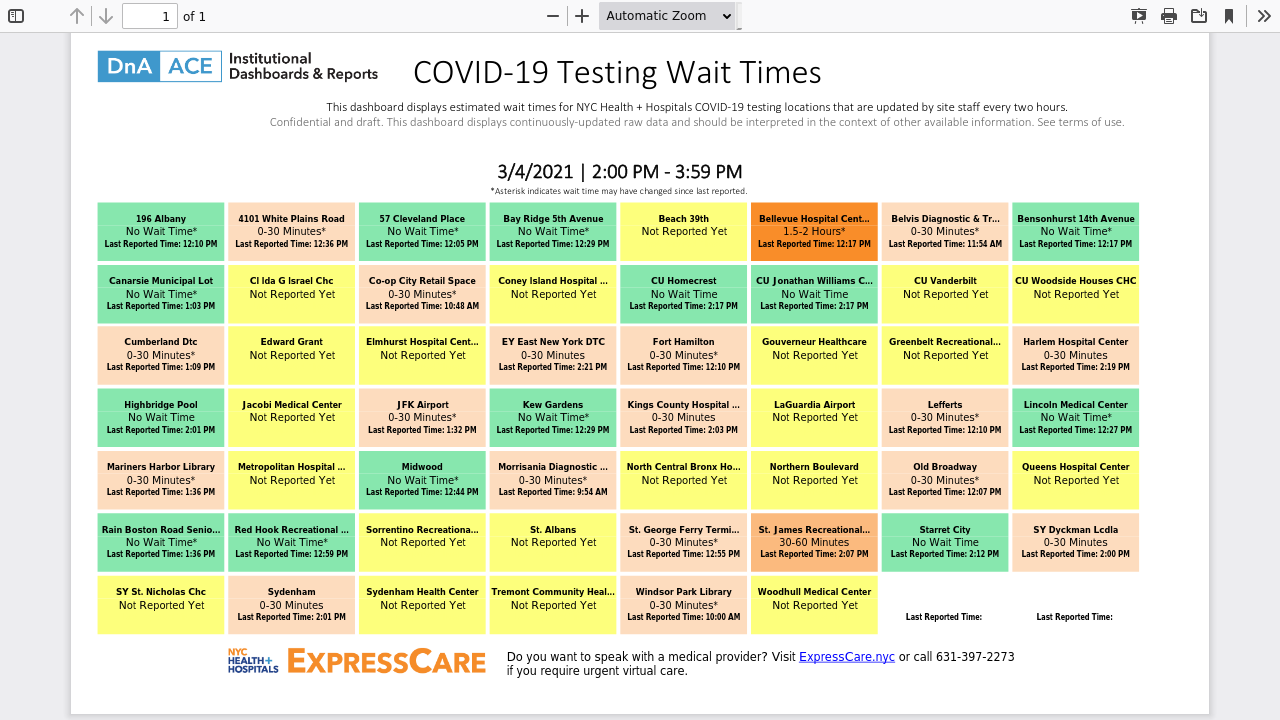 1 of 1 Automatic Zoom
DnA ACE Institutional Dashboards & Reports
COVID-19 Testing Wait Times
This dashboard displays estimated wait times for NYC Health + Hospitals COVID-19 testing locations that are updated by site staff every two hours.
Confidential and draft. This dashboard displays continuously-updated raw data and should be interpreted in the context of other available information. See terms of use.
3/4/2021 | 2:00 PM - 3:59 PM
*Asterisk indicates wait time may have changed since last reported.
196 Albany
No Wait Time*
Last Reported Time: 12:10 PM
4101 White Plains Road
0-30 Minutes*
Last Reported Time: 12:36 PM
57 Cleveland Place
No Wait Time*
Last Reported Time: 12:05 PM
Bay Ridge 5th Avenue
No Wait Time*
Last Reported Time: 12:29 PM
Beach 39th
Not Reported Yet
Bellevue Hospital Cent...
1.5-2 Hours*
Last Reported Time: 12:17 PM
Belvis Diagnostic & Tr...
0-30 Minutes*
Last Reported Time: 11:54 AM
Bensonhurst 14th Avenue
No Wait Time*
Last Reported Time: 12:17 PM
Canarsie Municipal Lot
No Wait Time*
Last Reported Time: 1:03 PM
Cl Ida G Israel Chc
Not Reported Yet
Co-op City Retail Space
0-30 Minutes*
Last Reported Time: 10:48 AM
Coney Island Hospital ...
Not Reported Yet
CU Homecrest
No Wait Time
Last Reported Time: 2:17 PM
CU Jonathan Williams C...
No Wait Time
Last Reported Time: 2:17 PM
CU Vanderbilt
Not Reported Yet
CU Woodside Houses CHC
Not Reported Yet
Cumberland Dtc
0-30 Minutes*
Last Reported Time: 1:09 PM
Edward Grant
Not Reported Yet
Elmhurst Hospital Cent...
Not Reported Yet
EY East New York DTC
0-30 Minutes
Last Reported Time: 2:21 PM
Fort Hamilton
0-30 Minutes*
Last Reported Time: 12:10 PM
Gouverneur Healthcare
Not Reported Yet
Greenbelt Recreational...
Not Reported Yet
Harlem Hospital Center
0-30 Minutes
Last Reported Time: 2:19 PM
Highbridge Pool
No Wait Time
Last Reported Time: 2:01 PM
Jacobi Medical Center
Not Reported Yet
JFK Airport
0-30 Minutes*
Last Reported Time: 1:32 PM
Kew Gardens
No Wait Time*
Last Reported Time: 12:29 PM
Kings County Hospital ...
0-30 Minutes
Last Reported Time: 2:03 PM
LaGuardia Airport
Not Reported Yet
Lefferts
0-30 Minutes*
Last Reported Time: 12:10 PM
Lincoln Medical Center
No Wait Time*
Last Reported Time: 12:27 PM
Mariners Harbor Library
0-30 Minutes*
Last Reported Time: 1:36 PM
Metropolitan Hospital ...
Not Reported Yet
Midwood
No Wait Time*
Last Reported Time: 12:44 PM
Morrisania Diagnostic ...
0-30 Minutes*
Last Reported Time: 9:54 AM
North Central Bronx Ho...
Not Reported Yet
Northern Boulevard
Not Reported Yet
Old Broadway
0-30 Minutes*
Last Reported Time: 12:07 PM
Queens Hospital Center
Not Reported Yet
Rain Boston Road Senio...
No Wait Time*
Last Reported Time: 1:36 PM
Red Hook Recreational ...
No Wait Time*
Last Reported Time: 12:59 PM
Sorrentino Recreationa...
Not Reported Yet
St. Albans
Not Reported Yet
St. George Ferry Termi...
0-30 Minutes*
Last Reported Time: 12:55 PM
St. James Recreational...
30-60 Minutes
Last Reported Time: 2:07 PM
Starret City
No Wait Time
Last Reported Time: 2:12 PM
SY Dyckman Lcdla
0-30 Minutes
Last Reported Time: 2:00 PM
SY St. Nicholas Chc
Not Reported Yet
Sydenham
0-30 Minutes
Last Reported Time: 2:01 PM
Sydenham Health Center
Not Reported Yet
Tremont Community Heal...
Not Reported Yet
Windsor Park Library
0-30 Minutes*
Last Reported Time: 10:00 AM
Woodhull Medical Center
Not Reported Yet
Last Reported Time:
Last Reported Time:
NYC
HEALTH+
HOSPITALS
EXPRESSCARE
Do you want to speak with a medical provider? Visit ExpressCare.nyc or call 631-397-2273
if you require urgent virtual care.